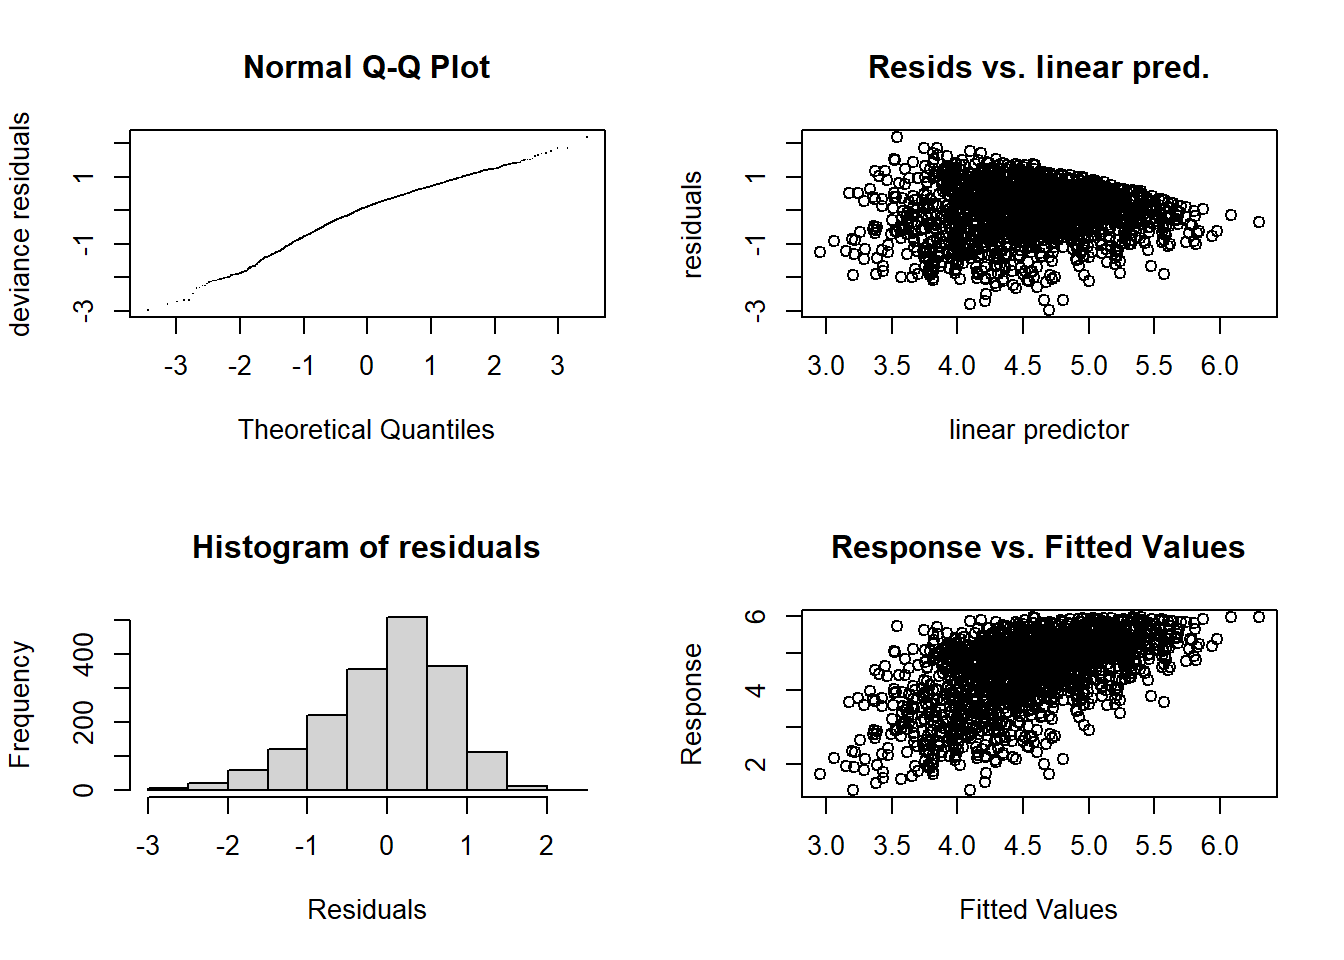 Normal Q-Q Plot
deviance residuals
1
-1
-3
-3 -2 -1 0 1 2 3
Theoretical Quantiles
Resids vs. linear pred.
residuals
1
-1
-3
3.0 3.5 4.0 4.5 5.0 5.5 6.0
linear predictor
Histogram of residuals
Frequency
400
200
0
-3 -2 -1 0 1 2
Residuals
Response vs. Fitted Values
Response
6
4
2
3.0 3.5 4.0 4.5 5.0 5.5 6.0
Fitted Values